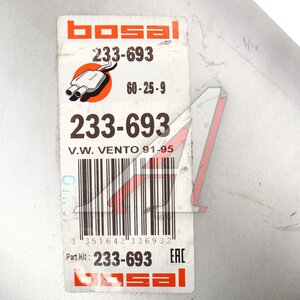 bosal
233-693
60-25-9
233-693
V.W. VENTO 91-95
3 351642 336932
Part.Kit: 233-693
EAC
bosal